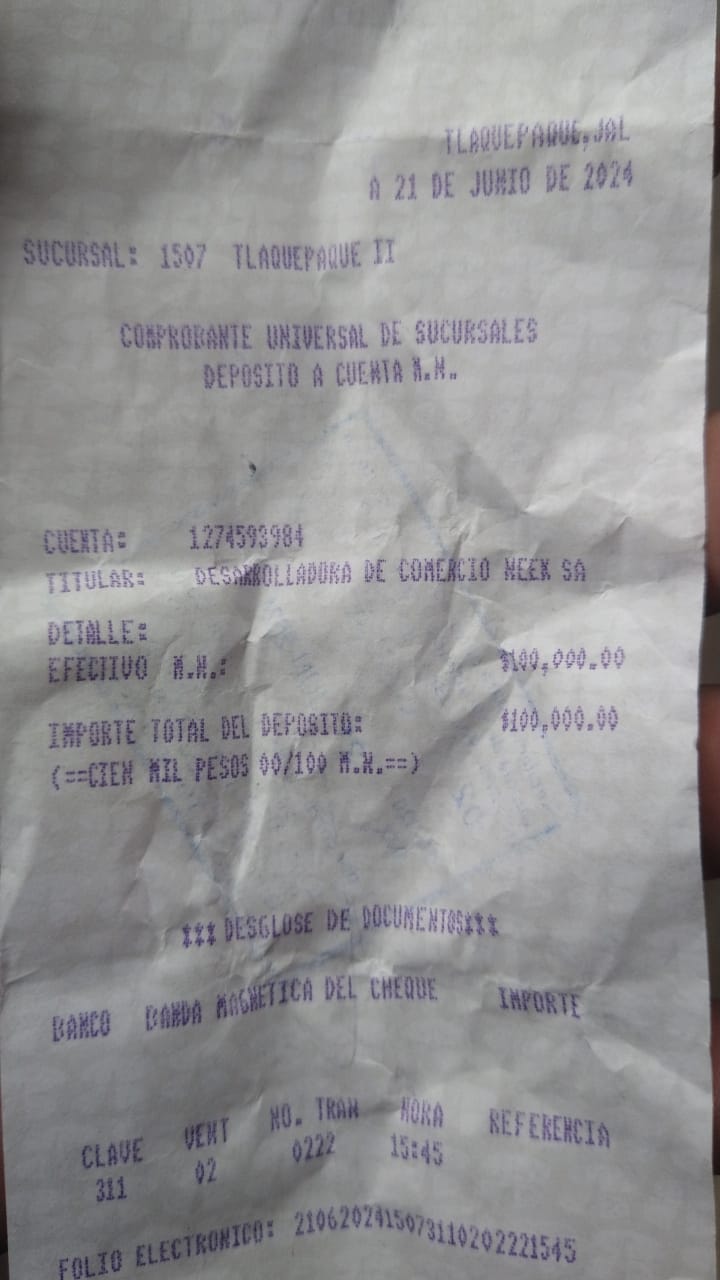 TLAQUEPAQUE,JAL
A 21 DE JUNIO DE 2024
SUCURSAL: 1507 TLAQUEPAQUE II
COMPROBANTE UNIVERSAL DE SUCURSALES
DEPOSITO A CUENTA M.N.
CUENTA: 1274593984
TITULAR: DESARROLLADORA DE COMERCIO WEEK SA
DETALLE:
EFECTIVO M.N.: $100,000.00
IMPORTE TOTAL DEL DEPOSITO: $100,000.00
(==CIEN MIL PESOS 00/100 M.N.==)
*** DESGLOSE DE DOCUMENTOS***
BANCO BANDA MAGNETICA DEL CHEQUE IMPORTE
CLAVE VENT NO. TRAN HORA REFERENCIA
311 02 0222 15:45
FOLIO ELECTRONICO: 2106202415073110202221545